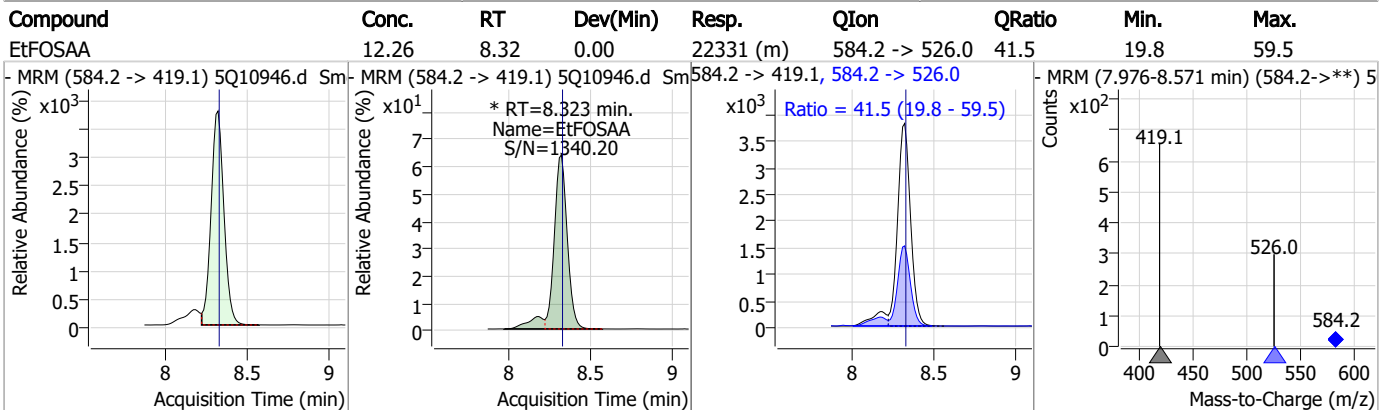 Compound Conc. RT Dev(Min) Resp. QIon QRatio Min. Max.
EtFOSAA 12.26 8.32 0.00 22331 (m) 584.2 -> 526.0 41.5 19.8 59.5
- MRM (584.2 -> 419.1) 5Q10946.d Sm
x10³
3
2.5
2
1.5
1
0.5
0
8 8.5 9
Relative Abundance (%)
Acquisition Time (min)
- MRM (584.2 -> 419.1) 5Q10946.d Sm
x10¹
* RT=8.323 min.
Name=EtFOSAA
S/N=1340.20
7
6
5
4
3
2
1
0
8 8.5 9
Relative Abundance (%)
Acquisition Time (min)
584.2 -> 419.1, 584.2 -> 526.0
x10³
Ratio = 41.5 (19.8 - 59.5)
3.5
3
2.5
2
1.5
1
0.5
0
8 8.5 9
Acquisition Time (min)
- MRM (7.976-8.571 min) (584.2->**) 5
x10²
Counts
419.1
526.0
584.2
6
5
4
3
2
1
0
400 450 500 550 600
Mass-to-Charge (m/z)